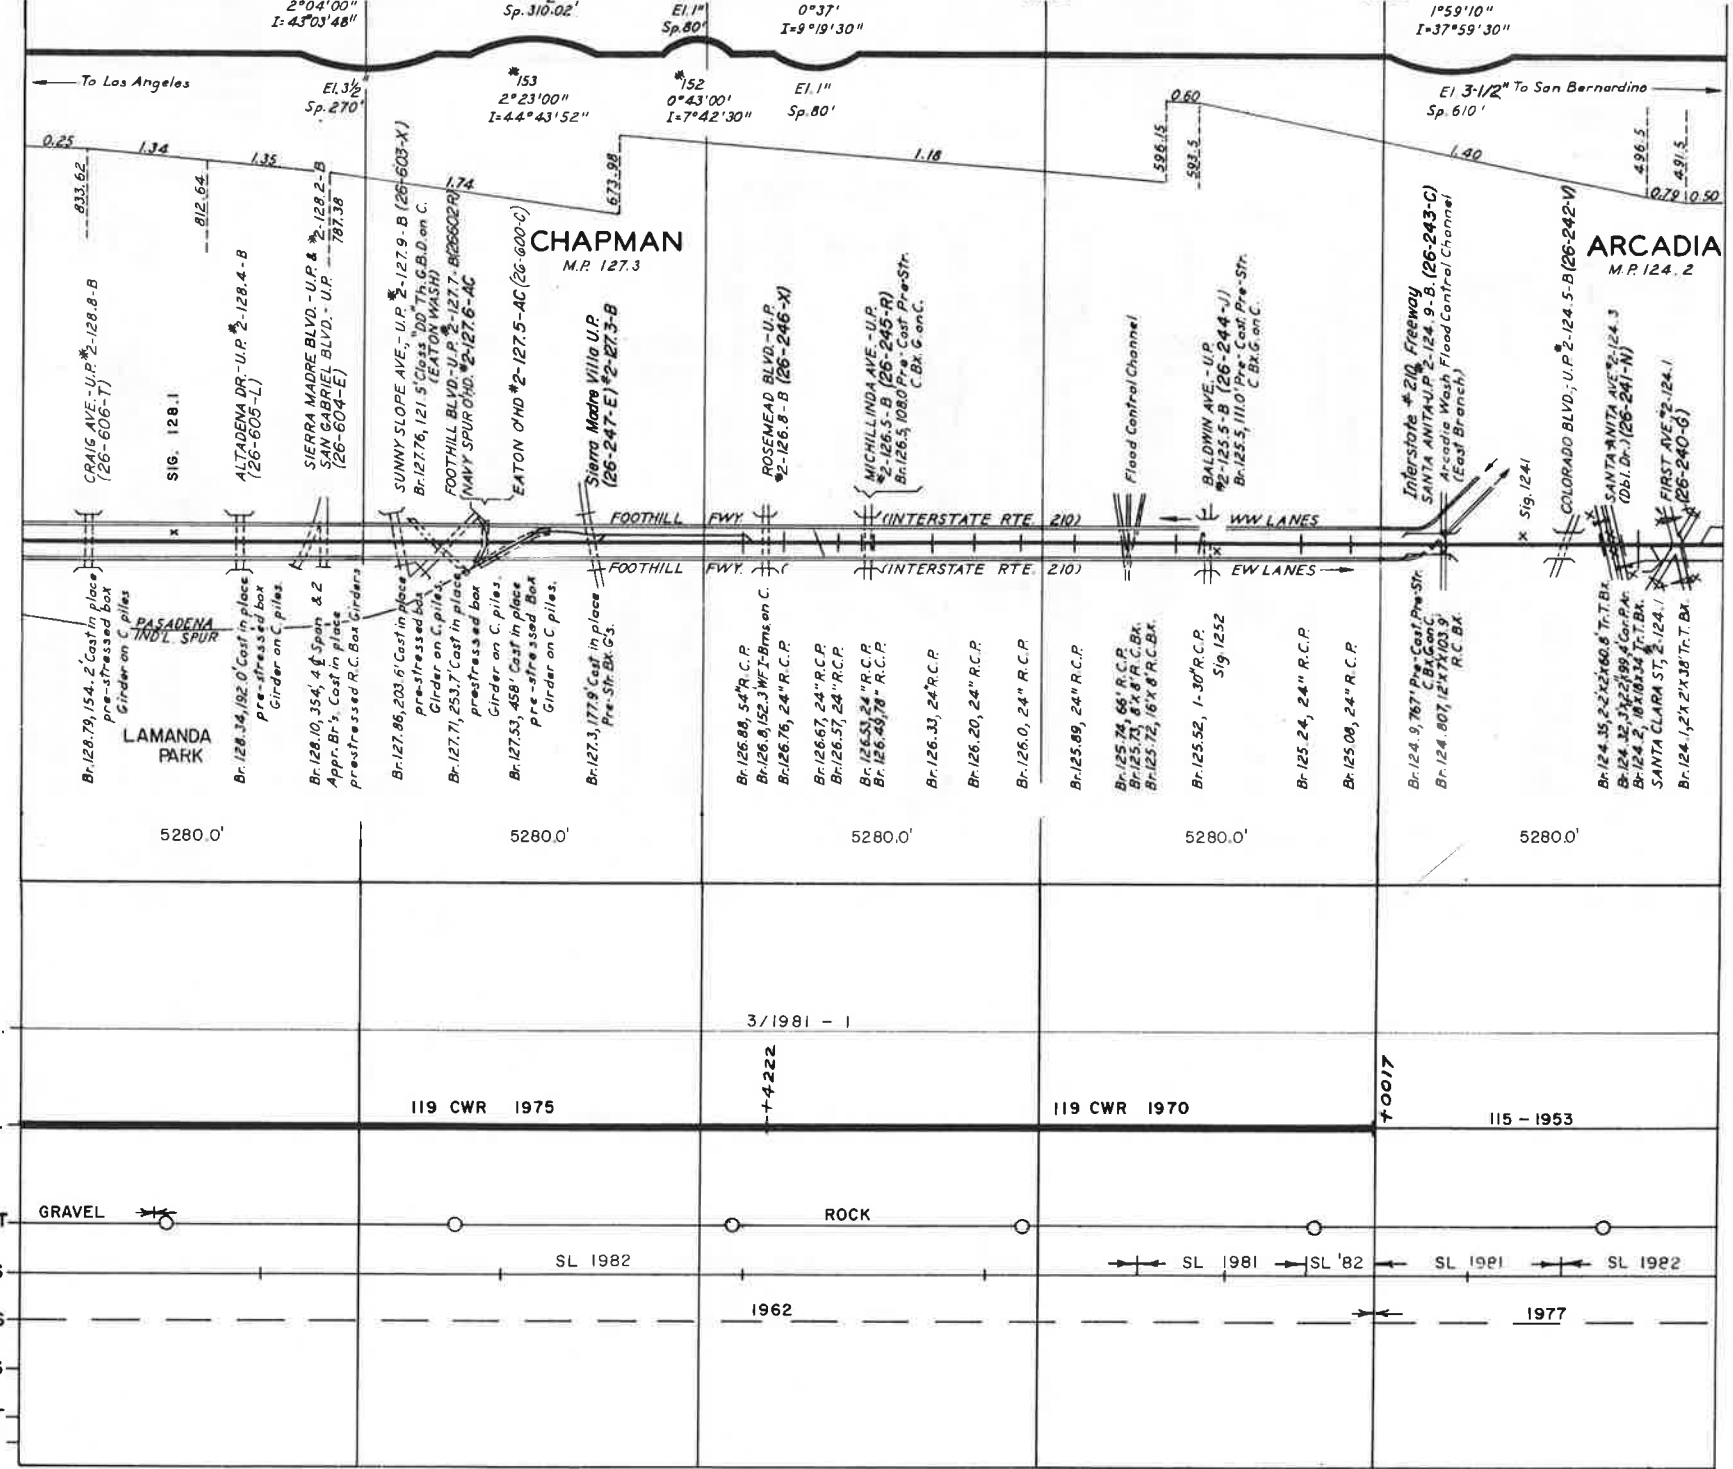 2°04'00"
I=43°03'48"
Sp. 310.02'
El. 1"
Sp. 80'
0°37'
I=9°19'30"
1°59'10"
I=37°59'30"
To Los Angeles
El. 3½"
Sp. 270'
*153
2°23'00"
I=44°43'52"
*152
0°43'00'
I=7°42'30"
El. 1"
Sp. 80'
El 3-1/2" To San Bernardino
Sp. 610'
0.25
1.34
1.35
1.74
1.18
0.60
1.40
0.79
0.50
833.62
812.64
787.38
673.98
596.15
593.5
496.5
491.5
CHAPMAN
M.P. 127.3
ARCADIA
M.P. 124.2
CRAIG AVE.-U.P.*2-128.8-B
(26-606-T)
SIG. 128.1
ALTADENA DR.-U.P.*2-128.4-B
(26-605-L)
SIERRA MADRE BLVD.-U.P. &
SAN GABRIEL BLVD.-U.P. *2-128.2-B
(26-604-E)
SUNNY SLOPE AVE,-U.P.*2-127.9-B (26-603-X)
Br. 127.76, 121.5' Class "DD" Th.G.B.D. on C.
(EATON WASH)
FOOTHILL BLVD.-U.P.*2-127.7-B(26602R)
NAVY SPUR O'HD.*2-127.6-AC
EATON O'HD *2-127.5-AC (26-600-C)
Sierra Madre Villa U.P.
(26-247-E) *2-127.3-B
ROSEMEAD BLVD.-U.P.
*2-126.8-B (26-246-X)
MICHILLINDA AVE.-U.P.
*2-126.5-B (26-245-R)
Br. 126.5, 108.0' Pre-Cast Pre-Str.
C. Bx. G. on C.
Flood Control Channel
BALDWIN AVE.-U.P.
*2-125.5-B (26-244-J)
Br. 125.5, 111.0' Pre-Cast, Pre-Str.
C Bx.G. on C.
Interstate #210 Freeway
SANTA ANITA-U.P.*2-124.9-B. (26-243-C)
Arcadia Wash Flood Control Channel
(East Branch)
Sig. 1241
COLORADO BLVD.,-U.P.*2-124.5-B (26-242-V)
SANTA ANITA AVE*2-124.3
(Dbl. Dr.) (26-241-N)
FIRST AVE*2-124.1
(26-240-G)
FOOTHILL FWY. (INTERSTATE RTE. 210)
WW LANES
FOOTHILL FWY. (INTERSTATE RTE. 210)
EW LANES
PASADENA
IND'L. SPUR
LAMANDA
PARK
Br. 128.79, 154.2' Cast in place
pre-stressed box
Girder on C piles
Br. 128.34, 192.0' Cast in place
pre-stressed box
Girder on C. piles.
Br. 128.10, 354', 4 ¢ Span & 2
Appr. Br's. Cast in place
prestressed R.C. Box Girders
Br. 127.86, 203.6' Cast in place
pre-stressed box
Girder on C. piles.
Br. 127.71, 253.7' Cast in place
prestressed box
Girder on C piles.
Br. 127.53, 458' Cast in place
pre-stressed Box
Girder on C piles.
Br. 127.3, 177.9' Cast in place
Pre-Str. Bx. G's.
Br. 126.88, 54" R.C.P.
Br. 126.8, 152.3' WF I-Bms. on C.
Br. 126.76, 24" R.C.P.
Br. 126.67, 24" R.C.P.
Br. 126.57, 24" R.C.P.
Br. 126.53, 24" R.C.P.
Br. 126.49, 78" R.C.P.
Br. 126.33, 24" R.C.P.
Br. 126.20, 24" R.C.P.
Br. 126.0, 24" R.C.P.
Br. 125.89, 24" R.C.P.
Br. 125.74, 66" R.C.P.
Br. 125.73, 8'X8' R.C.Bx.
Br. 125.72, 16'X8' R.C.Bx.
Br. 125.52, 1-30" R.C.P.
Sig. 1252
Br. 125.24, 24" R.C.P.
Br. 125.08, 24" R.C.P.
Br. 124.9, 76.7' Pre-Cast, Pre-Str.
C. Bx. G. on C.
Br. 124.807, 12'X7'X103.9'
R.C. BX.
SANTA CLARA ST., *2-124.1
Br. 124.1, 2'X2'X38' Tr. T. Bx.
5280.0'
5280.0'
5280.0'
5280.0'
5280.0'
3/1981 - 1
119 CWR 1975
+4222
119 CWR 1970
+0017
115 - 1953
GRAVEL
ROCK
SL 1982
SL 1981
SL '82
SL 1981
SL 1982
1962
1977